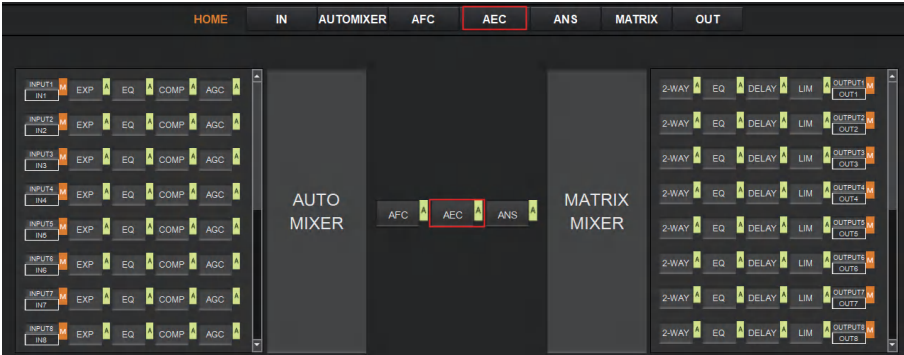 HOME IN AUTOMIXER AFC AEC ANS MATRIX OUT
INPUT1 M EXP A EQ A COMP A AGC A
IN1
INPUT2 M EXP A EQ A COMP A AGC A
IN2
INPUT3 M EXP A EQ A COMP A AGC A
IN3
INPUT4 M EXP A EQ A COMP A AGC A
IN4
INPUT5 M EXP A EQ A COMP A AGC A
IN5
INPUT6 M EXP A EQ A COMP A AGC A
IN6
INPUT7 M EXP A EQ A COMP A AGC A
IN7
INPUT8 M EXP A EQ A COMP A AGC A
IN8
AUTO
MIXER
AFC A AEC A ANS A
MATRIX
MIXER
2-WAY A EQ A DELAY A LIM A OUTPUT1 M
OUT1
2-WAY A EQ A DELAY A LIM A OUTPUT2 M
OUT2
2-WAY A EQ A DELAY A LIM A OUTPUT3 M
OUT3
2-WAY A EQ A DELAY A LIM A OUTPUT4 M
OUT4
2-WAY A EQ A DELAY A LIM A OUTPUT5 M
OUT5
2-WAY A EQ A DELAY A LIM A OUTPUT6 M
OUT6
2-WAY A EQ A DELAY A LIM A OUTPUT7 M
OUT7
2-WAY A EQ A DELAY A LIM A OUTPUT8 M
OUT8